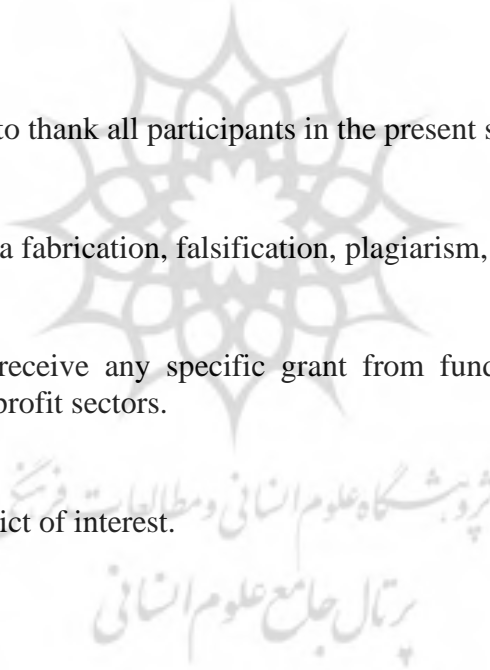 to thank all participants in the present s
a fabrication, falsification, plagiarism,
receive any specific grant from func
profit sectors.
پژوهشگاه علوم انسانی و مطالعات فرهنگی
ict of interest.
پرتال جامع علوم انسانی